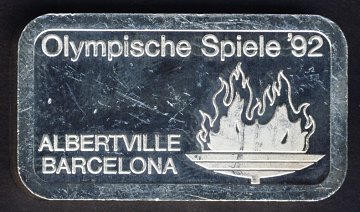 Olympische Spiele '92
ALBERTVILLE
BARCELONA